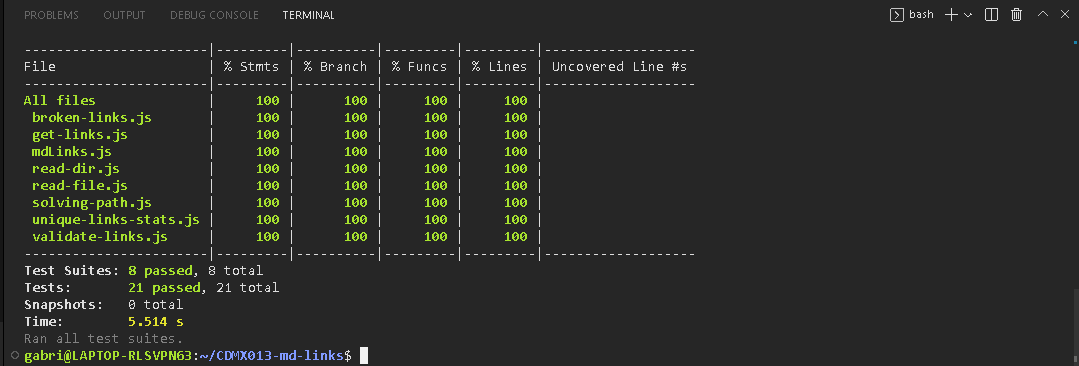 PROBLEMS OUTPUT DEBUG CONSOLE TERMINAL bash
------------------------|---------|----------|---------|---------|-------------------
File                    | % Stmts | % Branch | % Funcs | % Lines | Uncovered Line #s
------------------------|---------|----------|---------|---------|-------------------
All files               |     100 |      100 |     100 |     100 |
 broken-links.js        |     100 |      100 |     100 |     100 |
 get-links.js           |     100 |      100 |     100 |     100 |
 mdLinks.js             |     100 |      100 |     100 |     100 |
 read-dir.js            |     100 |      100 |     100 |     100 |
 read-file.js           |     100 |      100 |     100 |     100 |
 solving-path.js        |     100 |      100 |     100 |     100 |
 unique-links-stats.js  |     100 |      100 |     100 |     100 |
 validate-links.js      |     100 |      100 |     100 |     100 |
------------------------|---------|----------|---------|---------|-------------------
Test Suites: 8 passed, 8 total
Tests:       21 passed, 21 total
Snapshots:   0 total
Time:        5.514 s
Ran all test suites.
gabri@LAPTOP-RLSVPN63:~/CDMX013-md-links$